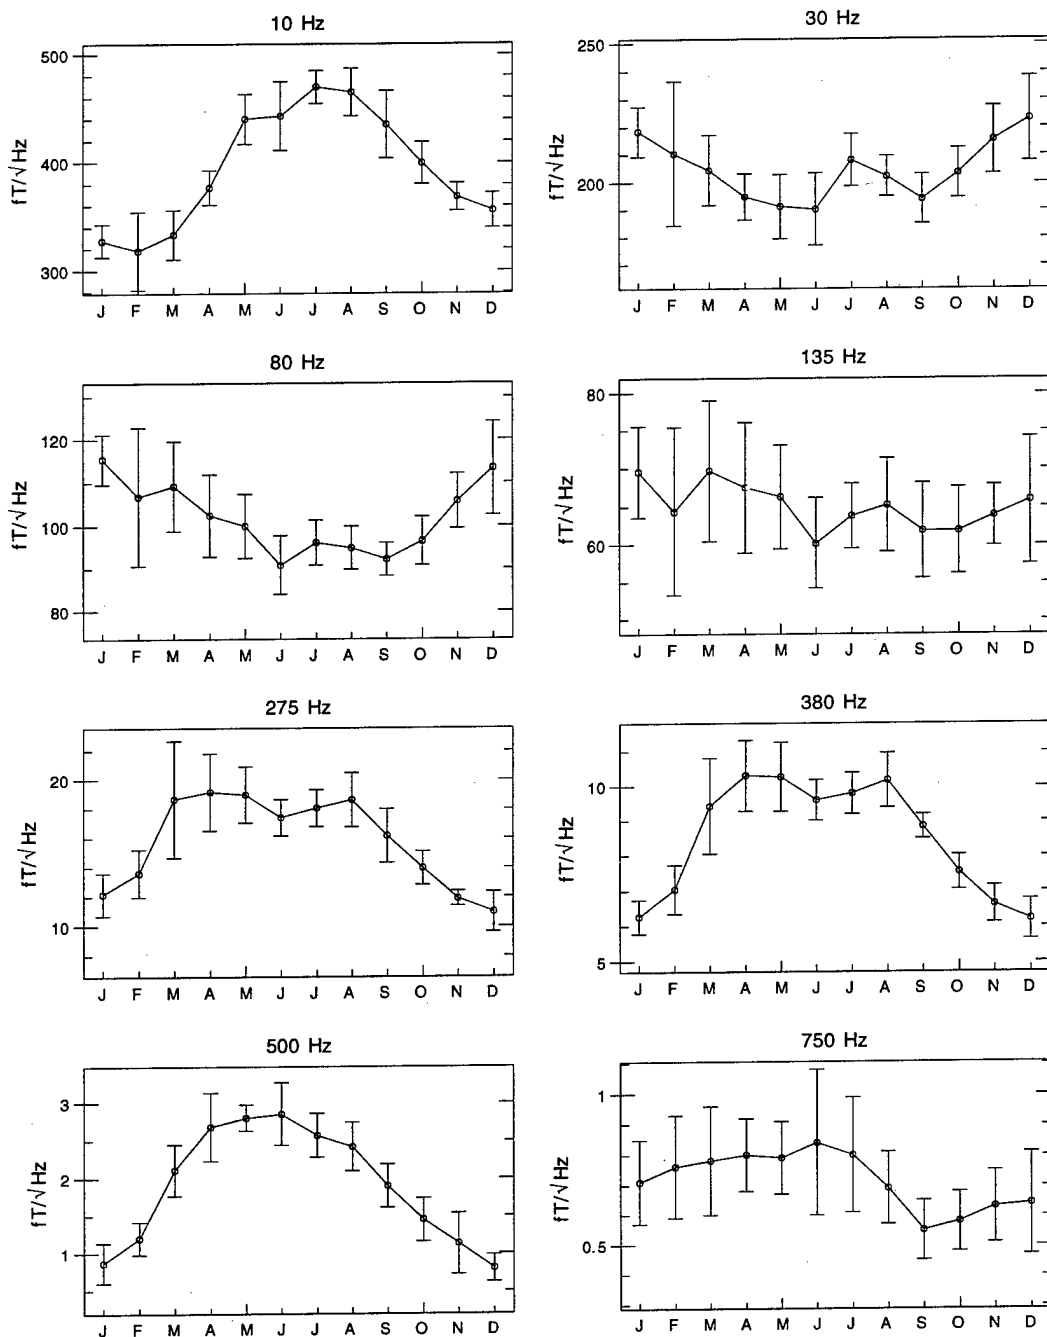 10 Hz
500
400
300
fT/√Hz
J F M A M J J A S O N D
30 Hz
250
200
fT/√Hz
J F M A M J J A S O N D
80 Hz
120
100
80
fT/√Hz
J F M A M J J A S O N D
135 Hz
80
60
fT/√Hz
J F M A M J J A S O N D
275 Hz
20
10
fT/√Hz
J F M A M J J A S O N D
380 Hz
10
5
fT/√Hz
J F M A M J J A S O N D
500 Hz
3
2
1
fT/√Hz
J F M A M J J A S O N D
750 Hz
1
0.5
fT/√Hz
J F M A M J J A S O N D